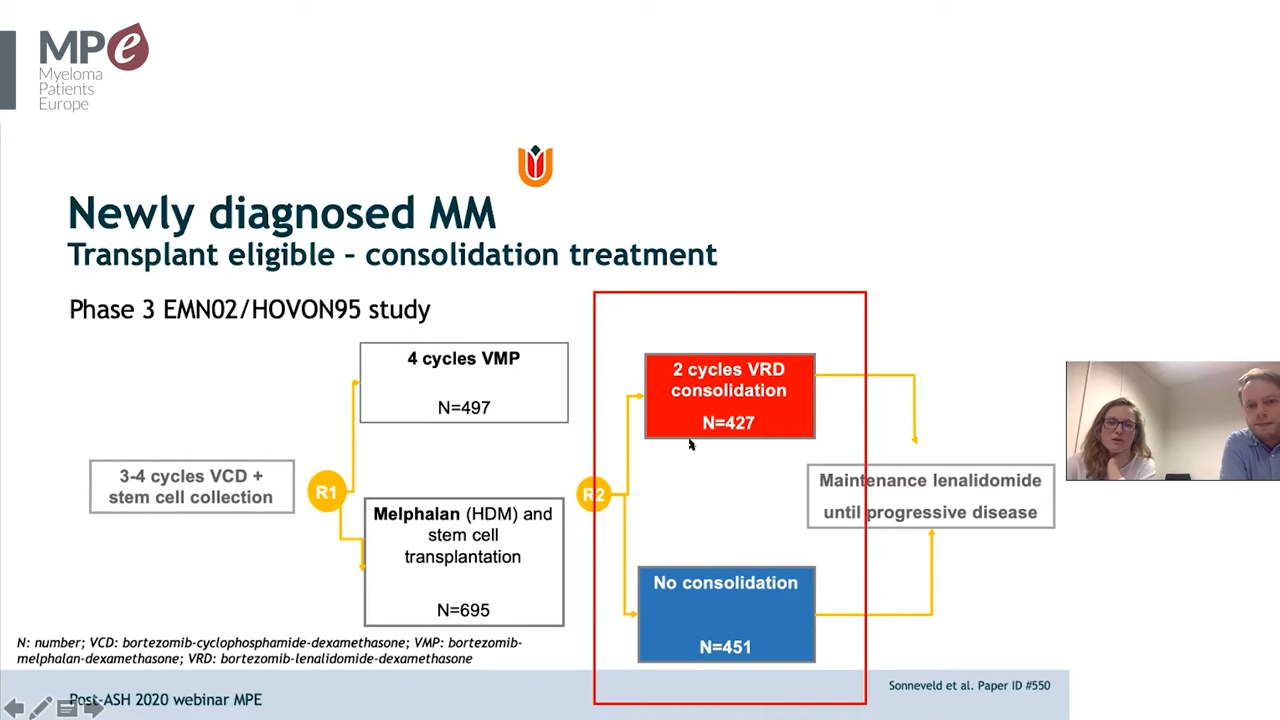 MPe
Myeloma
Patients
Europe
Newly diagnosed MM
Transplant eligible – consolidation treatment
Phase 3 EMN02/HOVON95 study
4 cycles VMP
N=497
3-4 cycles VCD +
stem cell collection
R1
Melphalan (HDM) and
stem cell
transplantation
N=695
R2
2 cycles VRD
consolidation
N=427
No consolidation
N=451
Maintenance lenalidomide
until progressive disease
N: number; VCD: bortezomib-cyclophosphamide-dexamethasone; VMP: bortezomib-
melphalan-dexamethasone; VRD: bortezomib-lenalidomide-dexamethasone
Sonneveld et al. Paper ID #550
Post-ASH 2020 webinar MPE